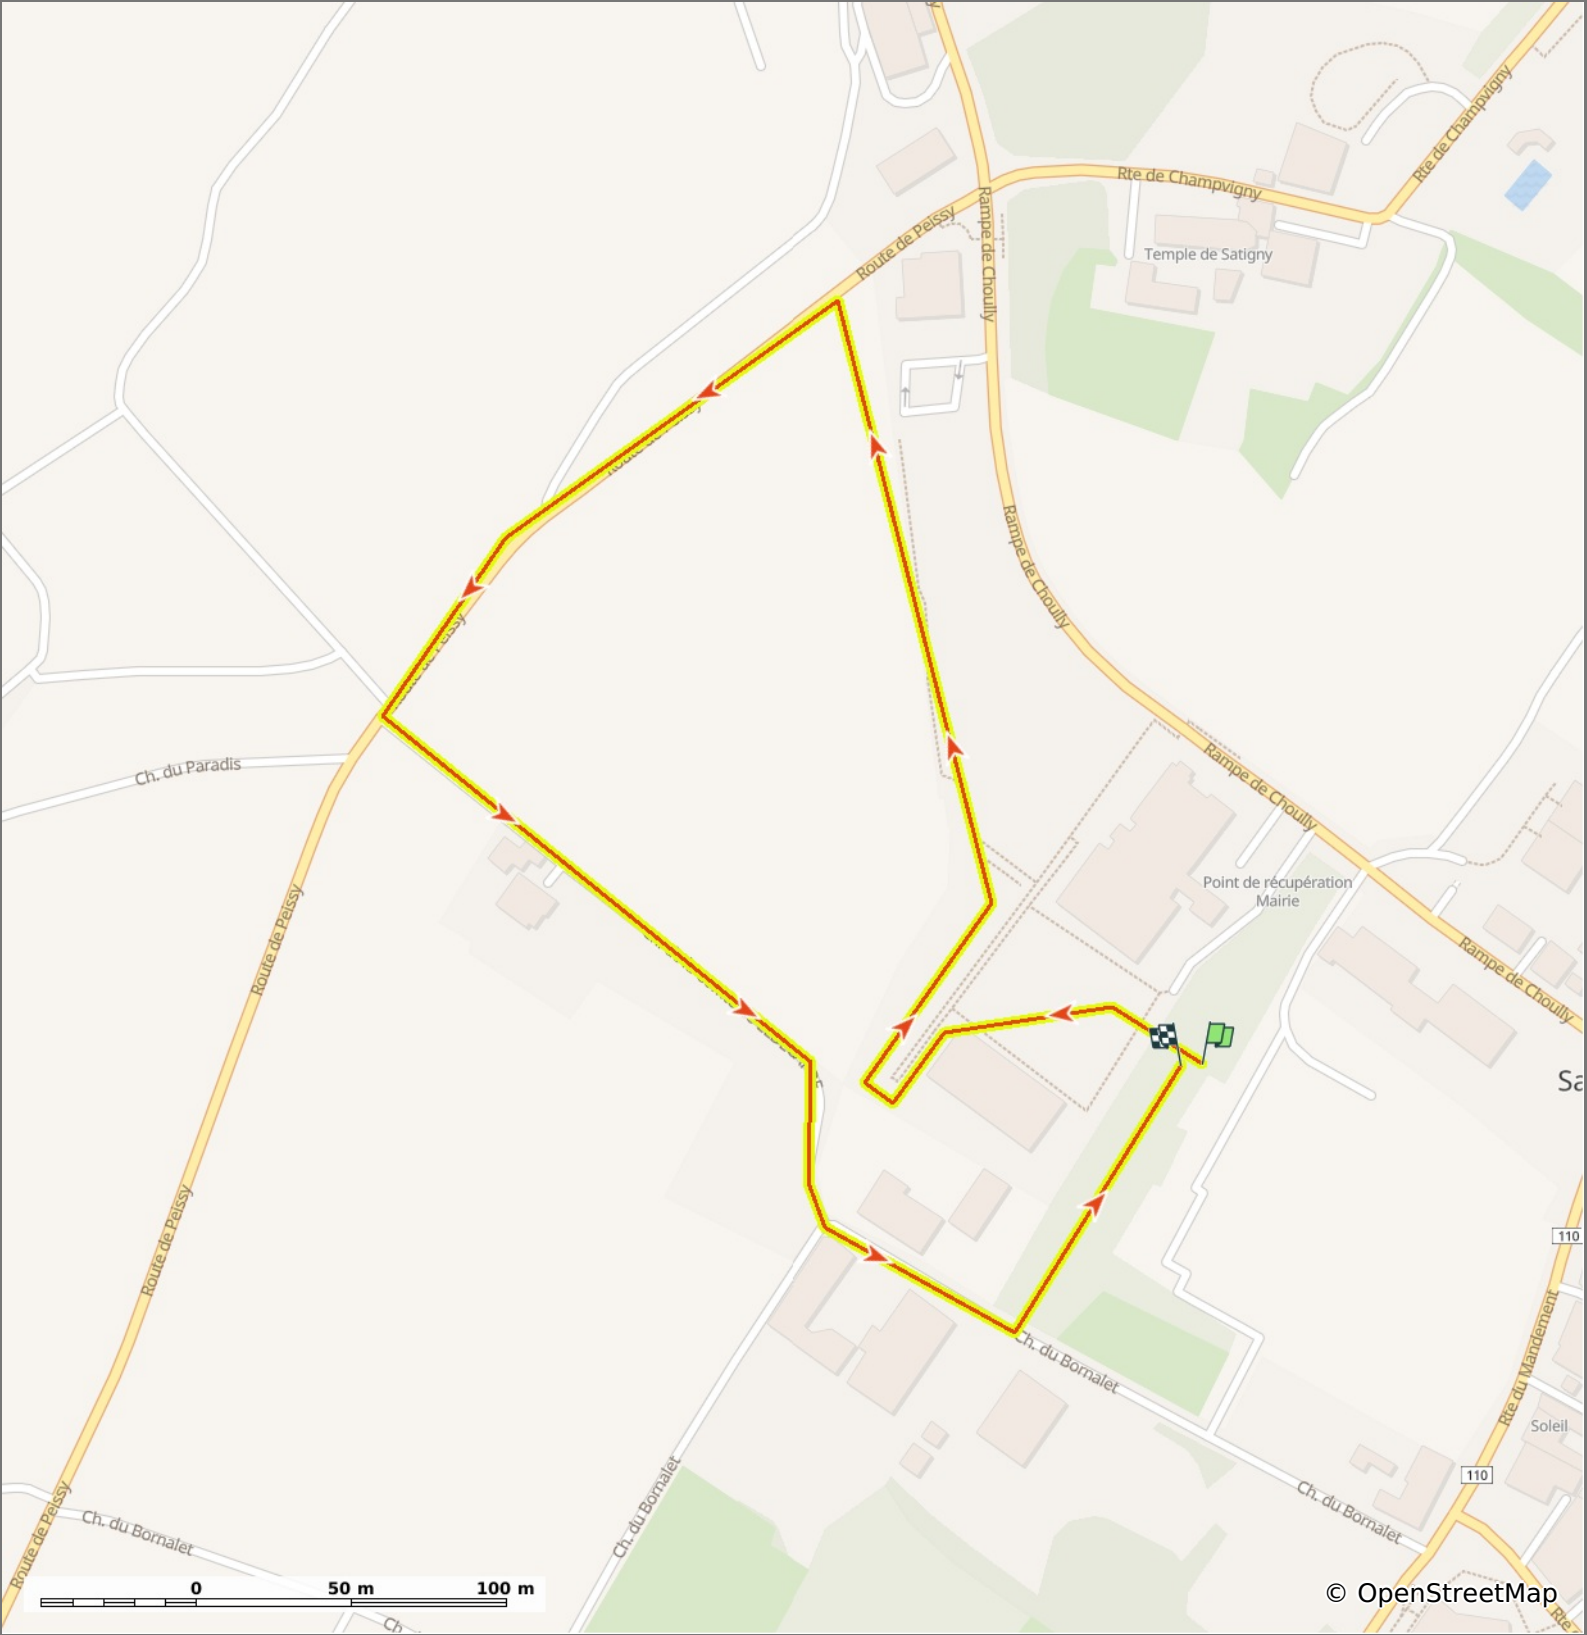 Rte de Champvigny
Rte de Champvigny
Route de Peissy
Rampe de Choully
Temple de Satigny
Rampe de Choully
Ch. du Paradis
Rampe de Choully
Point de récupération
Mairie
Route de Peissy
Rampe de Choully
Route de Peissy
110
Ch. du Bornalet
Rte du Mandement
Soleil
110
Ch. du Bornalet
Ch. du Bornalet
Route de Peissy
Ch. du Bornalet
0 50 m 100 m
© OpenStreetMap
Rte
Ch.